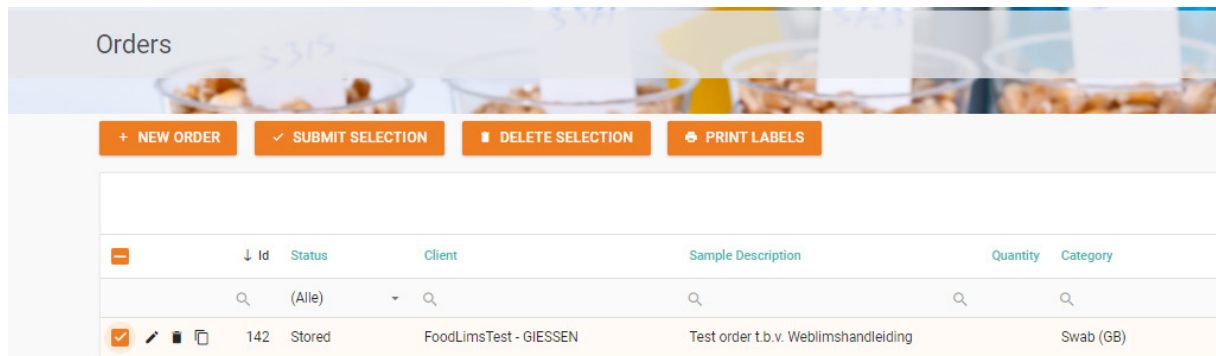 Orders
S 315
+ NEW ORDER
SUBMIT SELECTION
DELETE SELECTION
PRINT LABELS
↓ Id Status Client Sample Description Quantity Category
(Alle)
142 Stored FoodLimsTest - GIESSEN Test order t.b.v. Weblimshandleiding Swab (GB)